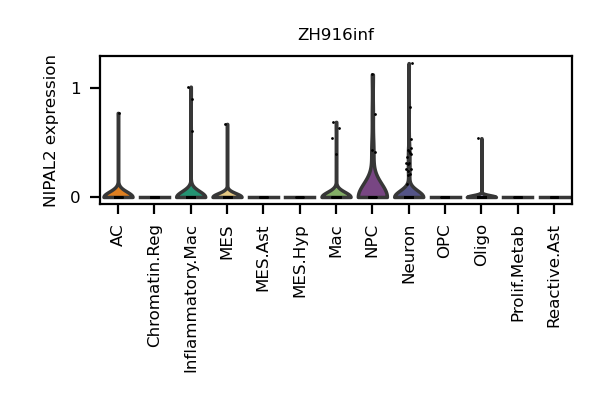 ZH916inf
NIPAL2 expression
1
0
AC
Chromatin.Reg
Inflammatory.Mac
MES
MES.Ast
MES.Hyp
Mac
NPC
Neuron
OPC
Oligo
Prolif.Metab
Reactive.Ast